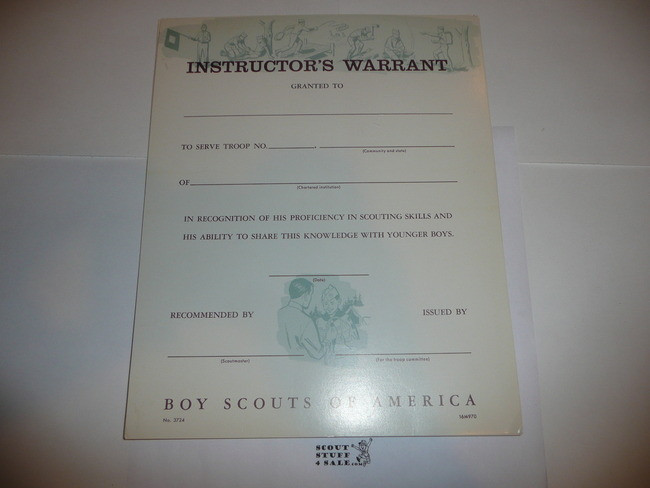 INSTRUCTOR'S WARRANT
GRANTED TO
TO SERVE TROOP NO. ,
(Community and state)
OF
(Chartered institution)
IN RECOGNITION OF HIS PROFICIENCY IN SCOUTING SKILLS AND
HIS ABILITY TO SHARE THIS KNOWLEDGE WITH YOUNGER BOYS.
(Date)
RECOMMENDED BY ISSUED BY
(Scoutmaster) (For the troop committee)
BOY SCOUTS OF AMERICA
No. 3724 16M970
SCOUT
STUFF
4 SALE.com